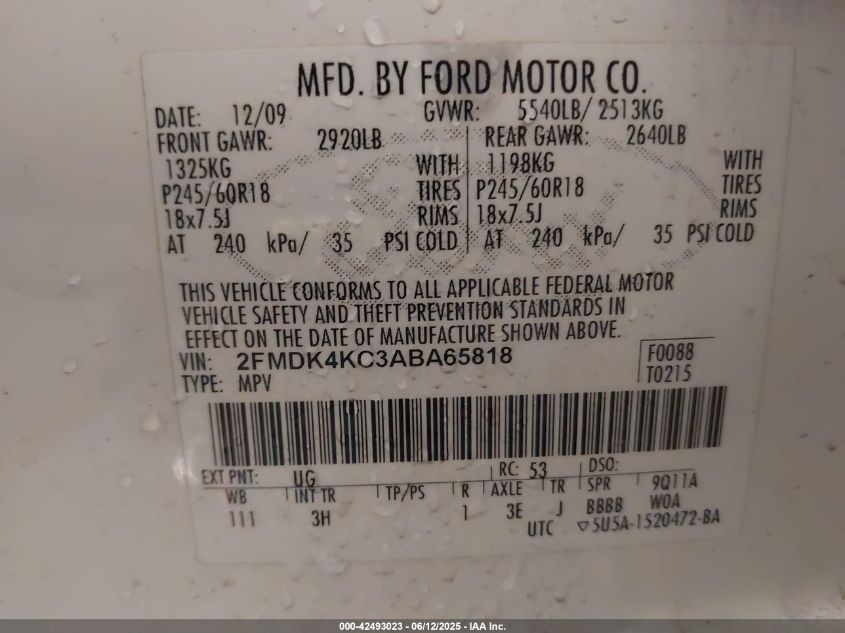 MFD. BY FORD MOTOR CO.
DATE: 12/09 GVWR: 5540LB/ 2513KG
FRONT GAWR: 2920LB REAR GAWR: 2640LB
1325KG WITH 1198KG WITH
P245/60R18 TIRES P245/60R18 TIRES
18x7.5J RIMS 18x7.5J RIMS
AT 240 kPa/ 35 PSI COLD AT 240 kPa/ 35 PSI COLD
THIS VEHICLE CONFORMS TO ALL APPLICABLE FEDERAL MOTOR
VEHICLE SAFETY AND THEFT PREVENTION STANDARDS IN
EFFECT ON THE DATE OF MANUFACTURE SHOWN ABOVE.
VIN: 2FMDK4KC3ABA65818 F0088
TYPE: MPV T0215
EXT PNT: UG RC: 53 DSO:
WB INT TR TP/PS R AXLE TR SPR 9Q11A
111 3H 1 3E J BBBB WOA
UTC ▽5U5A-1520472-BA
000-42493023 - 06/12/2025 - IAA Inc.